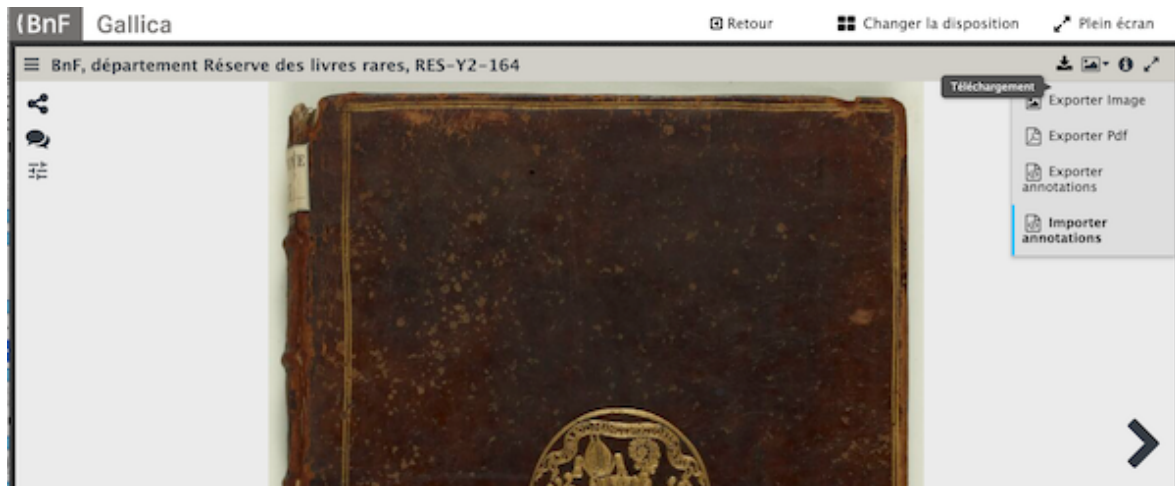 (BnF Gallica
Retour Changer la disposition Plein écran
BnF, département Réserve des livres rares, RES-Y2-164
Téléchargement
Exporter Image
Exporter Pdf
Exporter
annotations
Importer
annotations